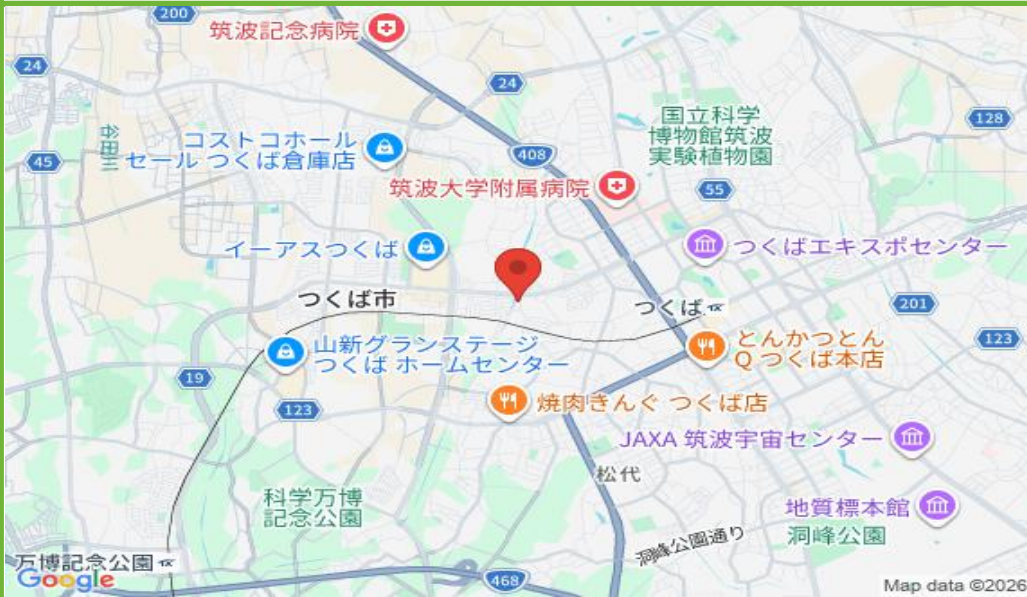 200
筑波記念病院
24
24
谷田川
コストコホール
セール つくば倉庫店
45
408
国立科学
博物館筑波
実験植物園
128
筑波大学附属病院
55
イーアスつくば
つくばエキスポセンター
つくば市
つくば
201
山新グランステージ
つくば ホームセンター
とんかつとん
Q つくば本店
123
19
123
焼肉きんぐ つくば店
JAXA 筑波宇宙センター
松代
科学万博
記念公園
地質標本館
洞峰公園
洞峰公園通り
万博記念公園
468
Google
Map data ©2026